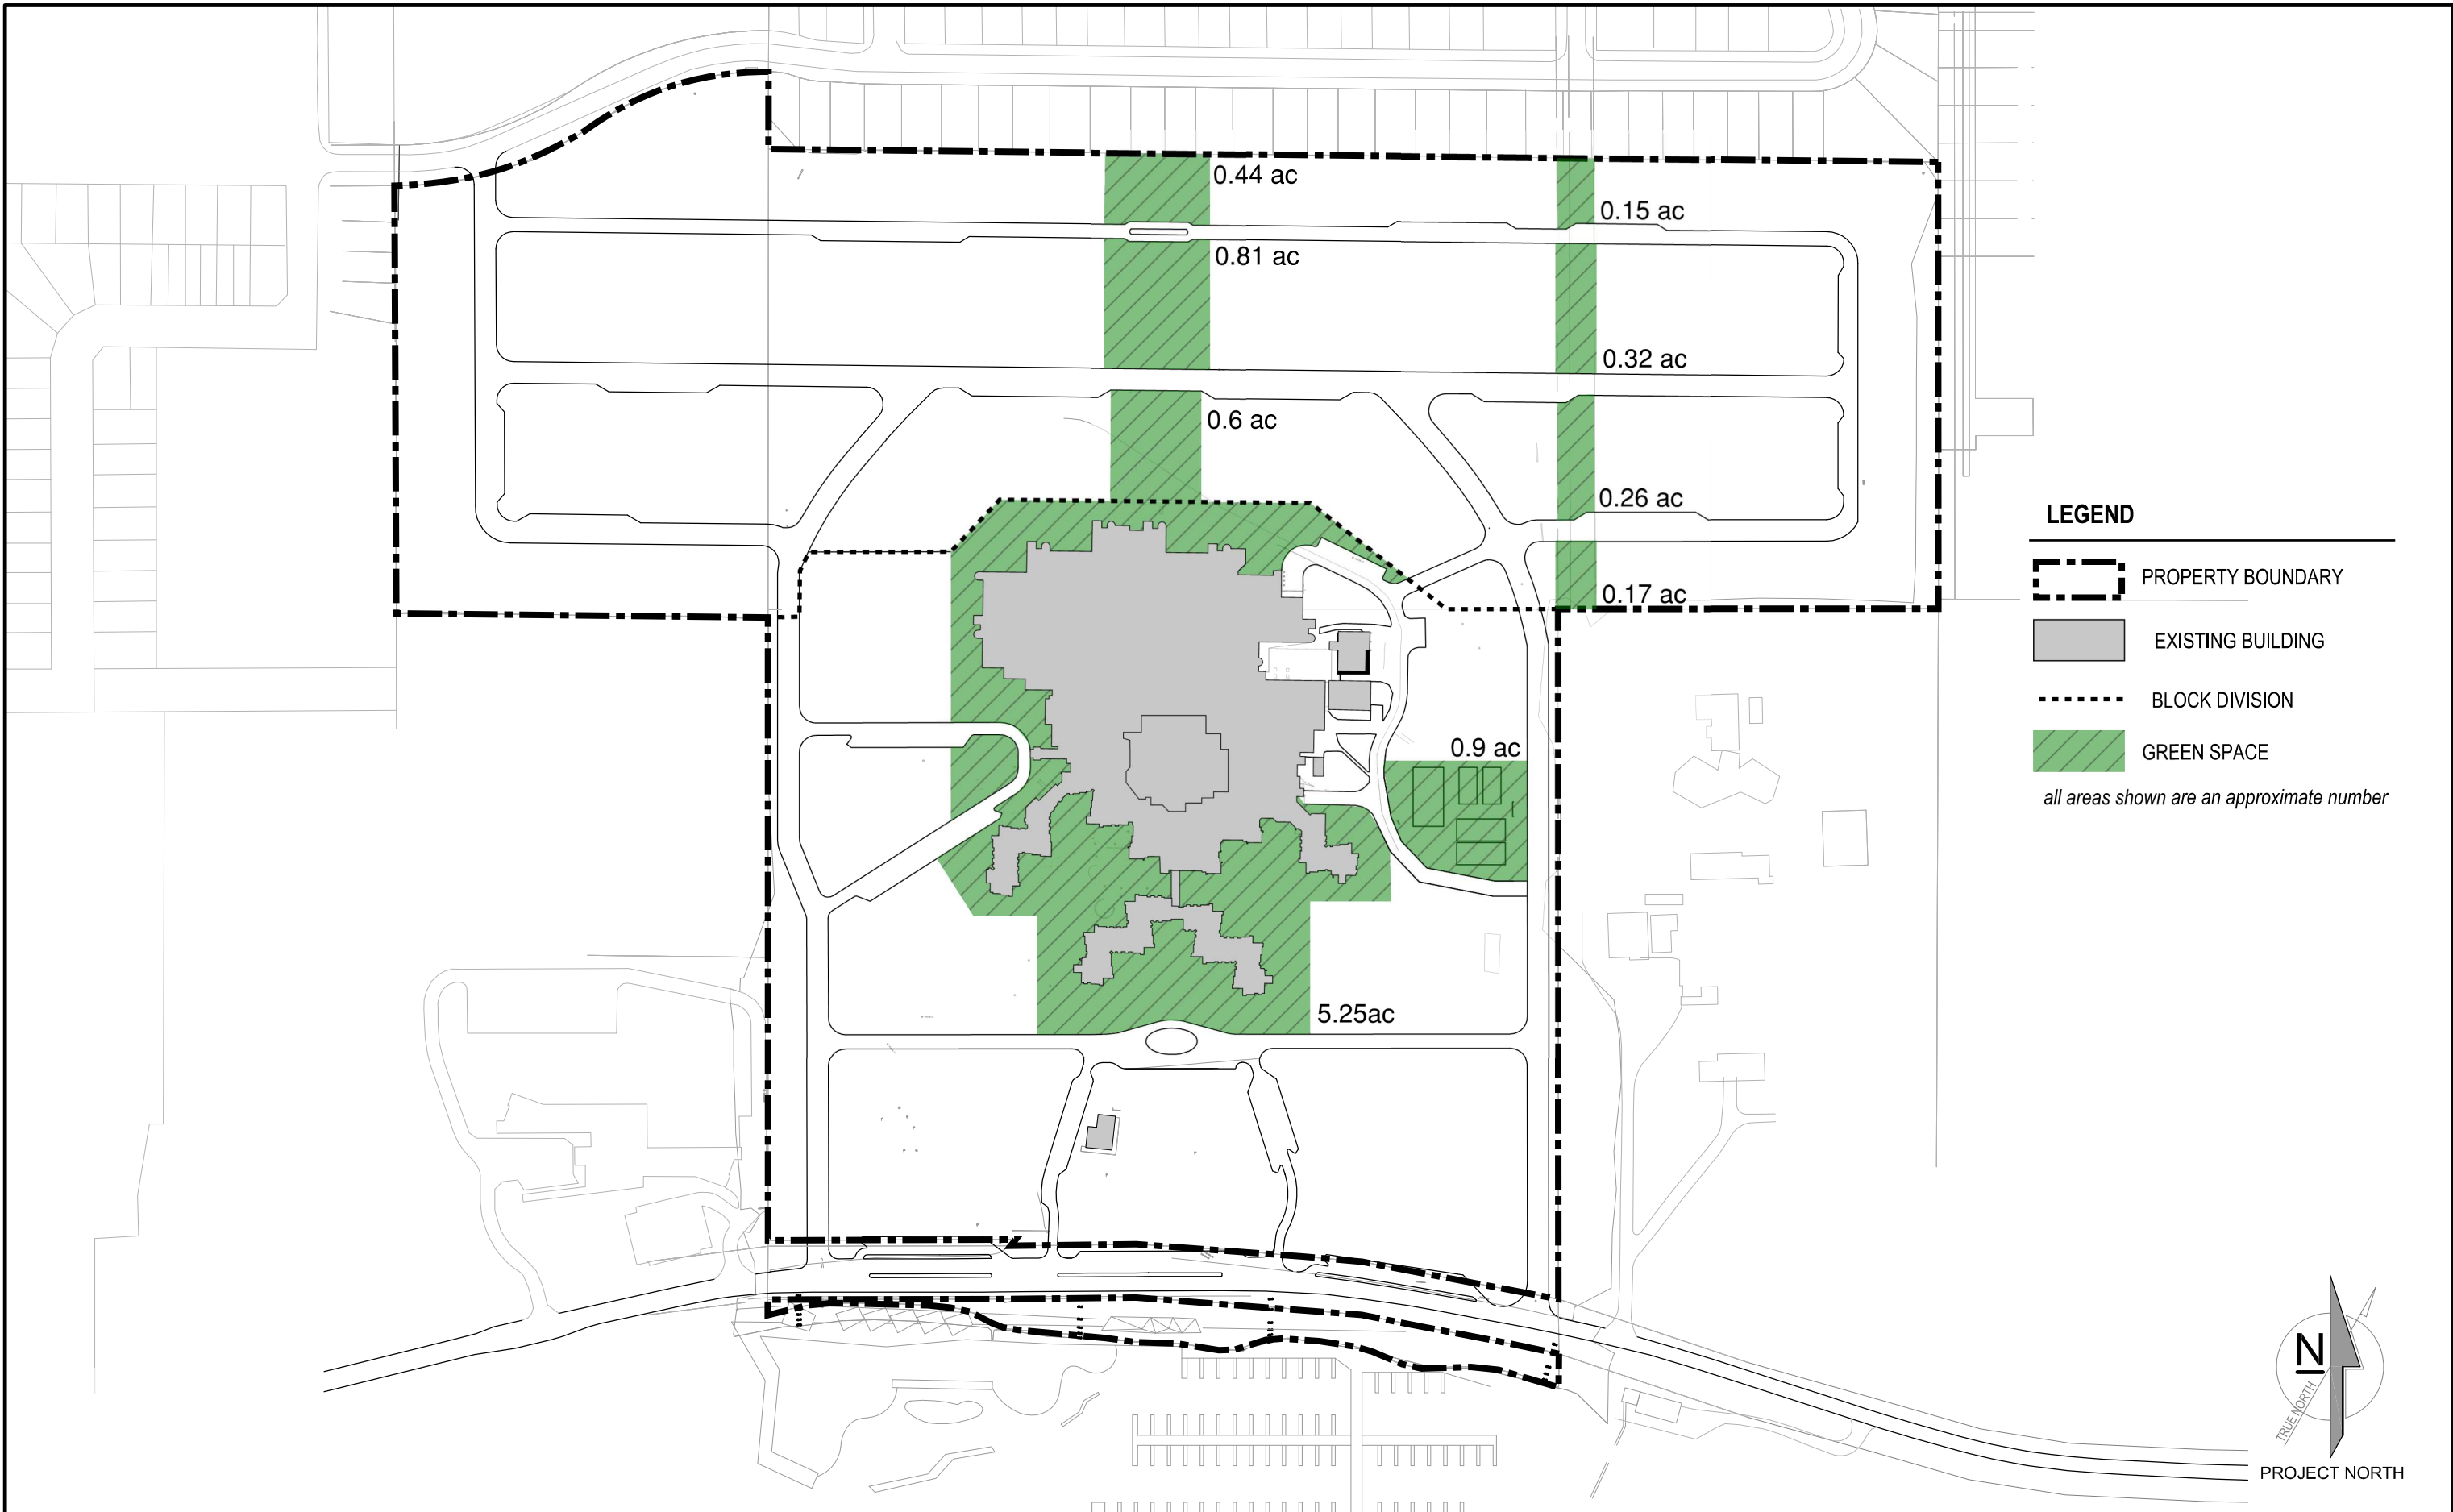 0.44 ac
0.15 ac
0.81 ac
0.32 ac
0.6 ac
0.26 ac
0.17 ac
0.9 ac
5.25ac
LEGEND
PROPERTY BOUNDARY
EXISTING BUILDING
BLOCK DIVISION
GREEN SPACE
all areas shown are an approximate number
N
TRUE NORTH
PROJECT NORTH